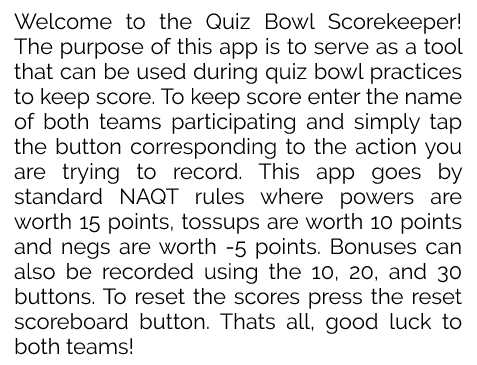 Welcome to the Quiz Bowl Scorekeeper!
The purpose of this app is to serve as a tool
that can be used during quiz bowl practices
to keep score. To keep score enter the name
of both teams participating and simply tap
the button corresponding to the action you
are trying to record. This app goes by
standard NAQT rules where powers are
worth 15 points, tossups are worth 10 points
and negs are worth -5 points. Bonuses can
also be recorded using the 10, 20, and 30
buttons. To reset the scores press the reset
scoreboard button. Thats all, good luck to
both teams!